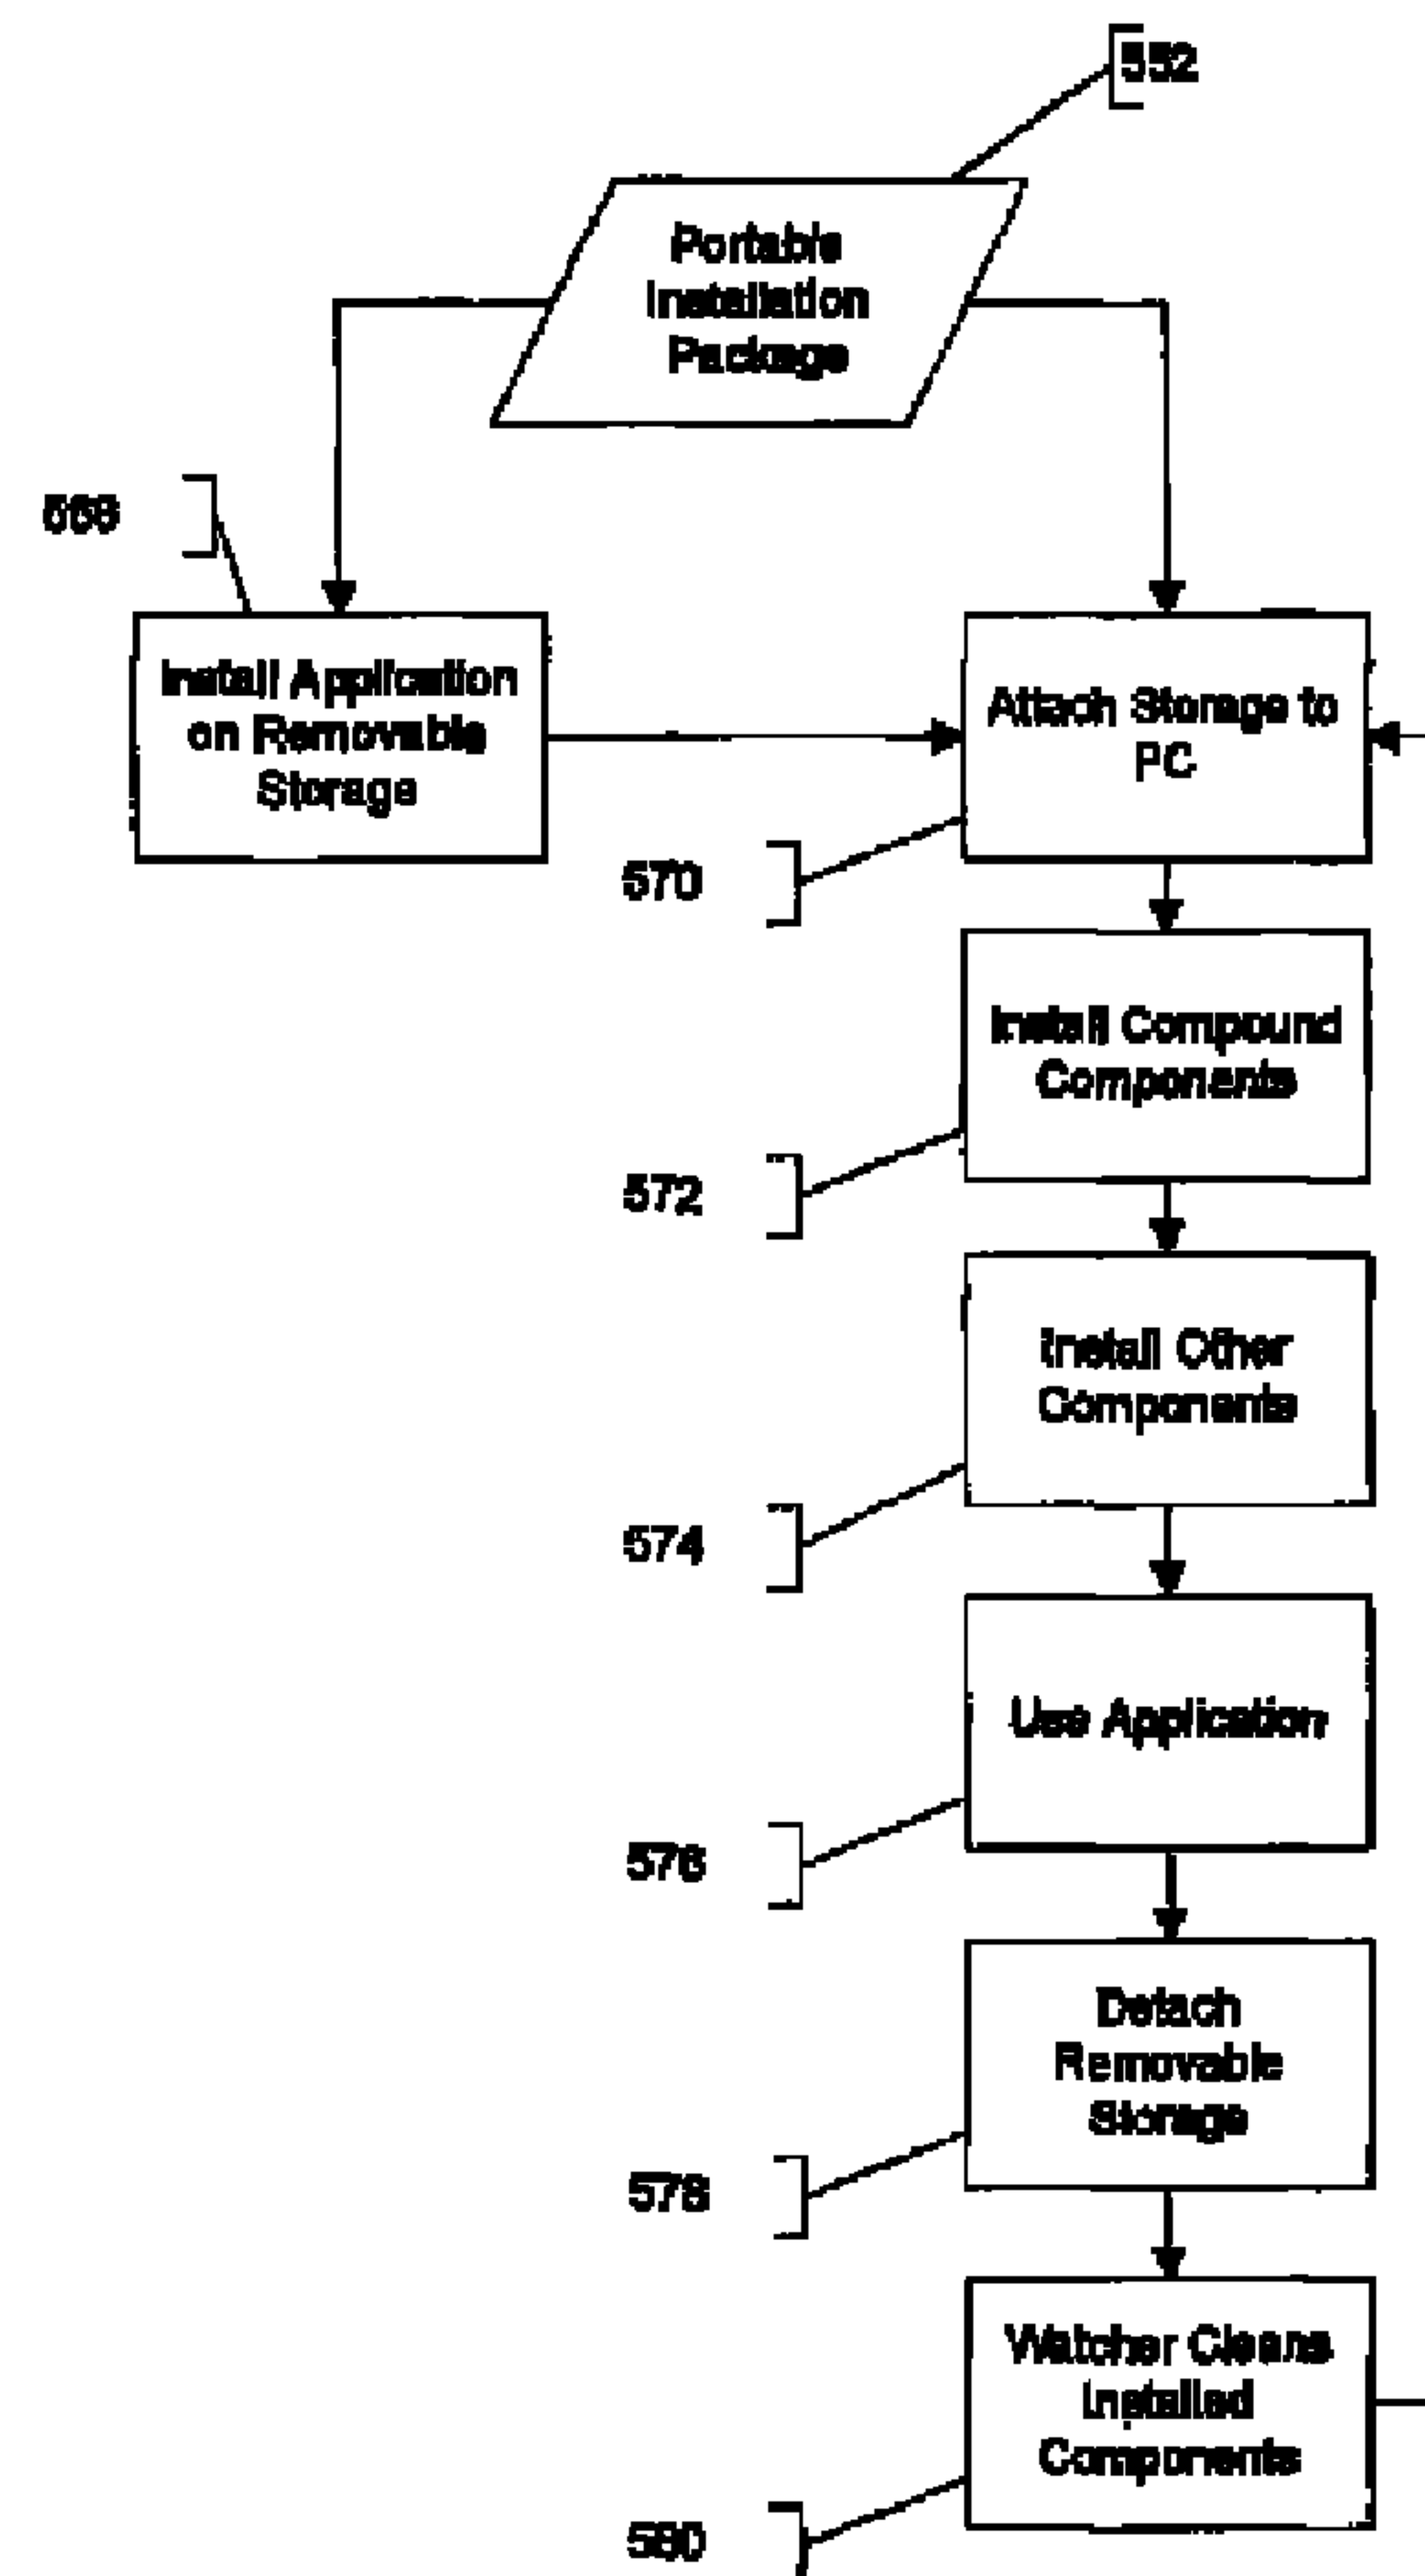 552
Portable
Installation
Package
568
Install Application
on Removable
Storage
Attach Storage to
PC
570
Install Compound
Components
572
Install Other
Components
574
Use Application
576
Detach
Removable
Storage
578
Watcher Cleans
Installed
Components
580